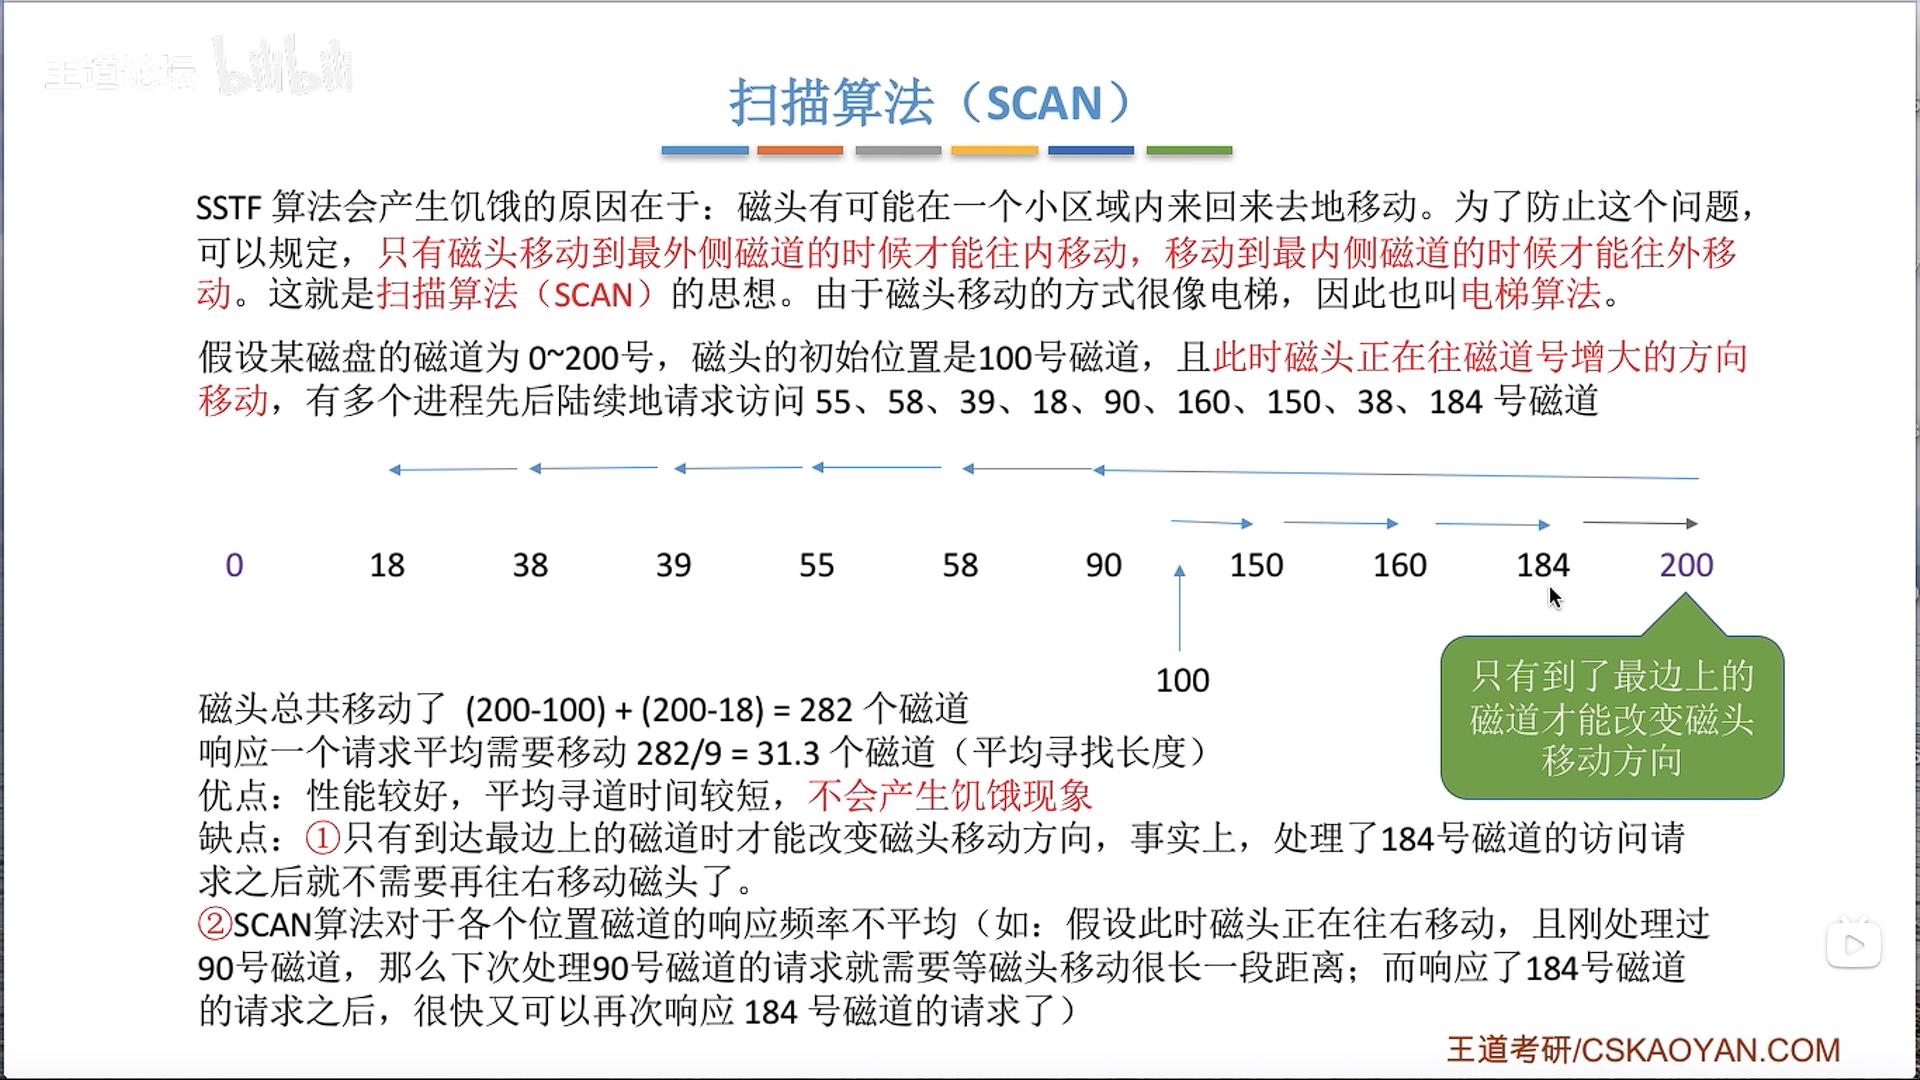 王道论坛 bilibili
扫描算法（SCAN）
SSTF 算法会产生饥饿的原因在于：磁头有可能在一个小区域内来回来去地移动。为了防止这个问题，
可以规定，只有磁头移动到最外侧磁道的时候才能往内移动，移动到最内侧磁道的时候才能往外移
动。这就是扫描算法（SCAN）的思想。由于磁头移动的方式很像电梯，因此也叫电梯算法。
假设某磁盘的磁道为 0~200号，磁头的初始位置是100号磁道，且此时磁头正在往磁道号增大的方向
移动，有多个进程先后陆续地请求访问 55、58、39、18、90、160、150、38、184 号磁道
0 18 38 39 55 58 90 150 160 184 200
100
只有到了最边上的
磁道才能改变磁头
移动方向
磁头总共移动了 (200-100) + (200-18) = 282 个磁道
响应一个请求平均需要移动 282/9 = 31.3 个磁道（平均寻找长度）
优点：性能较好，平均寻道时间较短，不会产生饥饿现象
缺点：①只有到达最边上的磁道时才能改变磁头移动方向，事实上，处理了184号磁道的访问请
求之后就不需要再往右移动磁头了。
②SCAN算法对于各个位置磁道的响应频率不平均（如：假设此时磁头正在往右移动，且刚处理过
90号磁道，那么下次处理90号磁道的请求就需要等磁头移动很长一段距离；而响应了184号磁道
的请求之后，很快又可以再次响应 184 号磁道的请求了）
王道考研/CSKAOYAN.COM